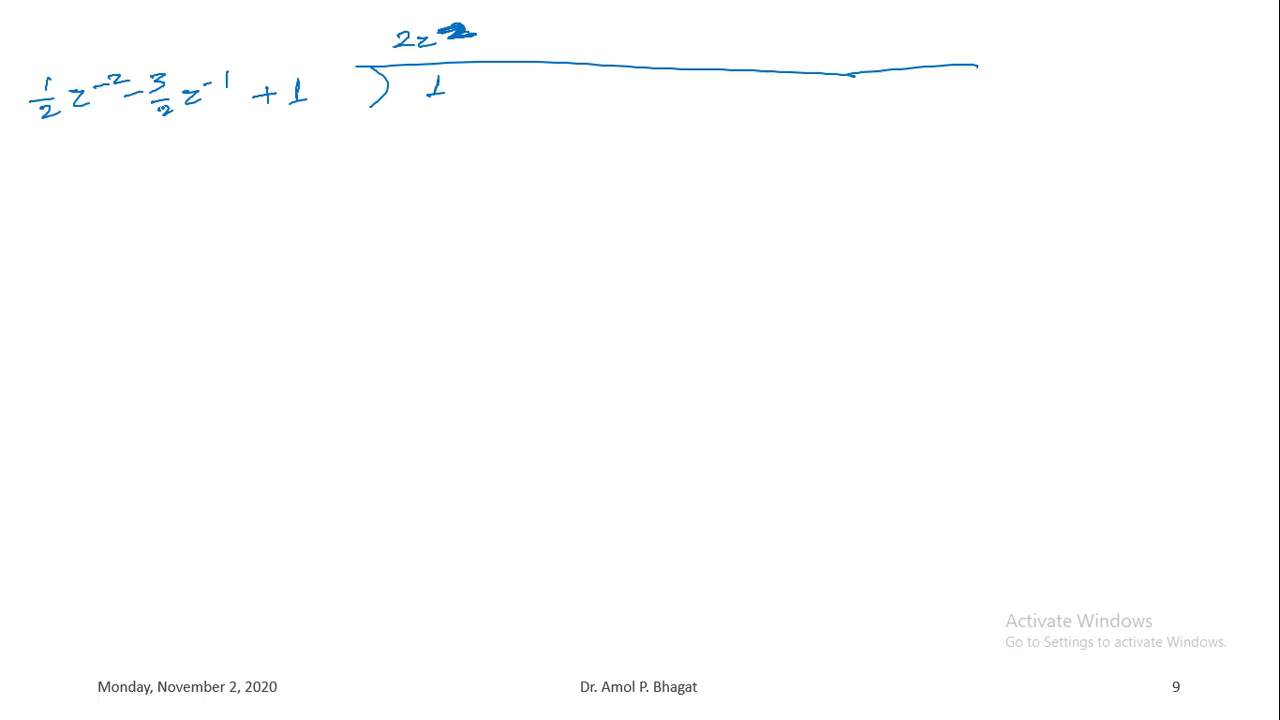 2z²
½z⁻² - 3/2 z⁻¹ + 1 ) 1
Activate Windows
Go to Settings to activate Windows.
Monday, November 2, 2020 Dr. Amol P. Bhagat 9